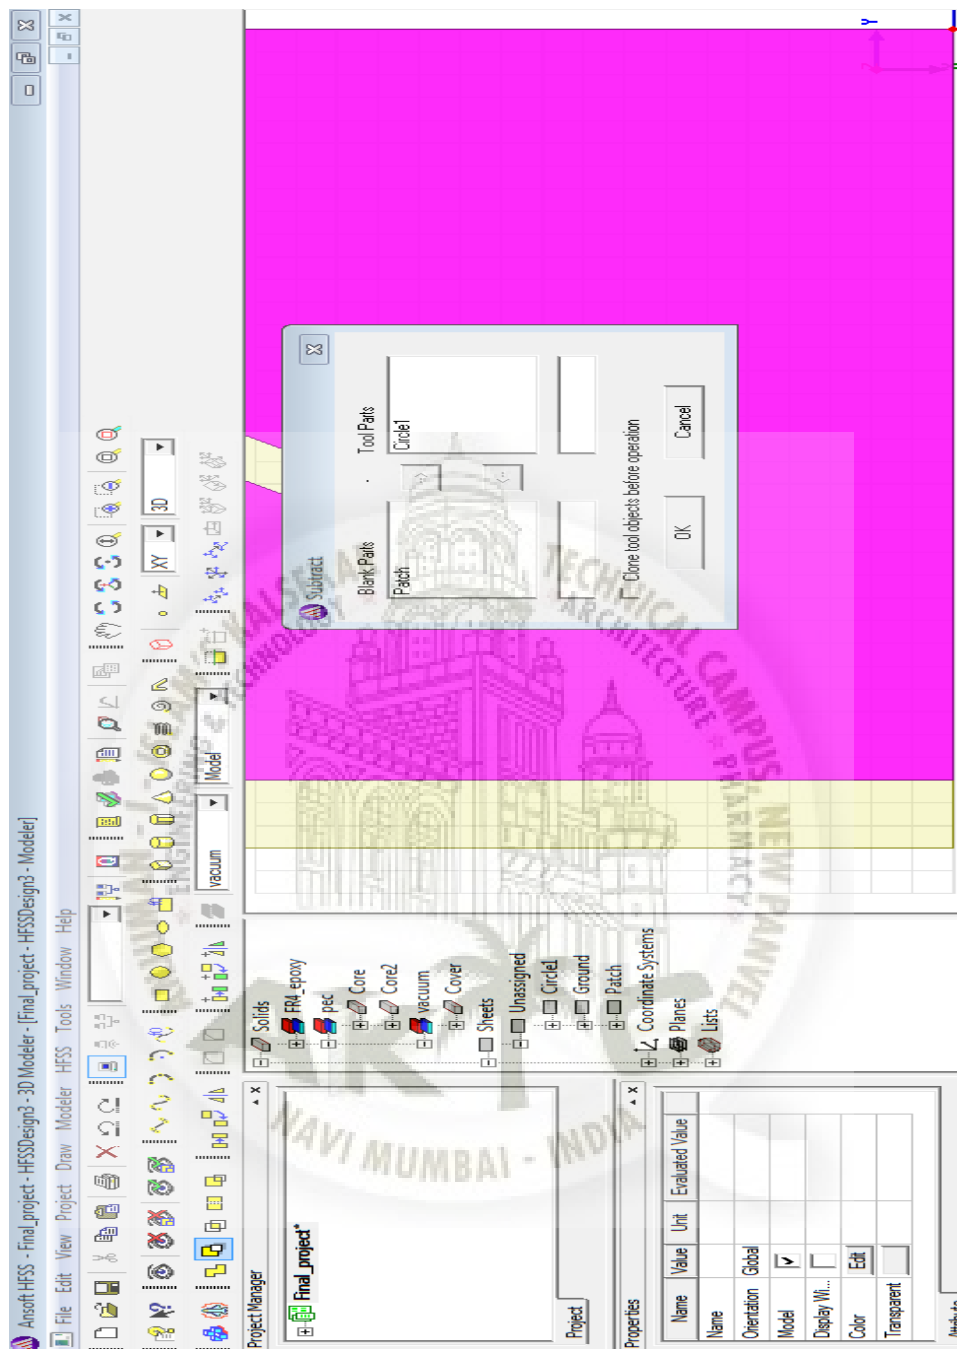 Ansoft HFSS - Final_project - HFSSDesign3 - 3D Modeler - [Final_project - HFSSDesign3 - Modeler]
File Edit View Project Draw Modeler HFSS Tools Window Help
vacuum
Model
XY
3D
Project Manager
Final_project*
Project
Properties
Name Value Unit Evaluated Value
Name
Orientation Global
Model
Display Wi...
Color Edit
Transparent
Solids
FR4_epoxy
pec
Core
Core2
vacuum
Cover
Sheets
Unassigned
Circle1
Ground
Patch
Coordinate Systems
Planes
Lists
Subtract
Blank Parts
Tool Parts
Patch
Circle1
Clone tool objects before operation
OK
Cancel
Y
TECHNICAL CAMPUS
ARCHITECTURE * PHARMACY
NEW PANVEL
NAVI MUMBAI - INDIA